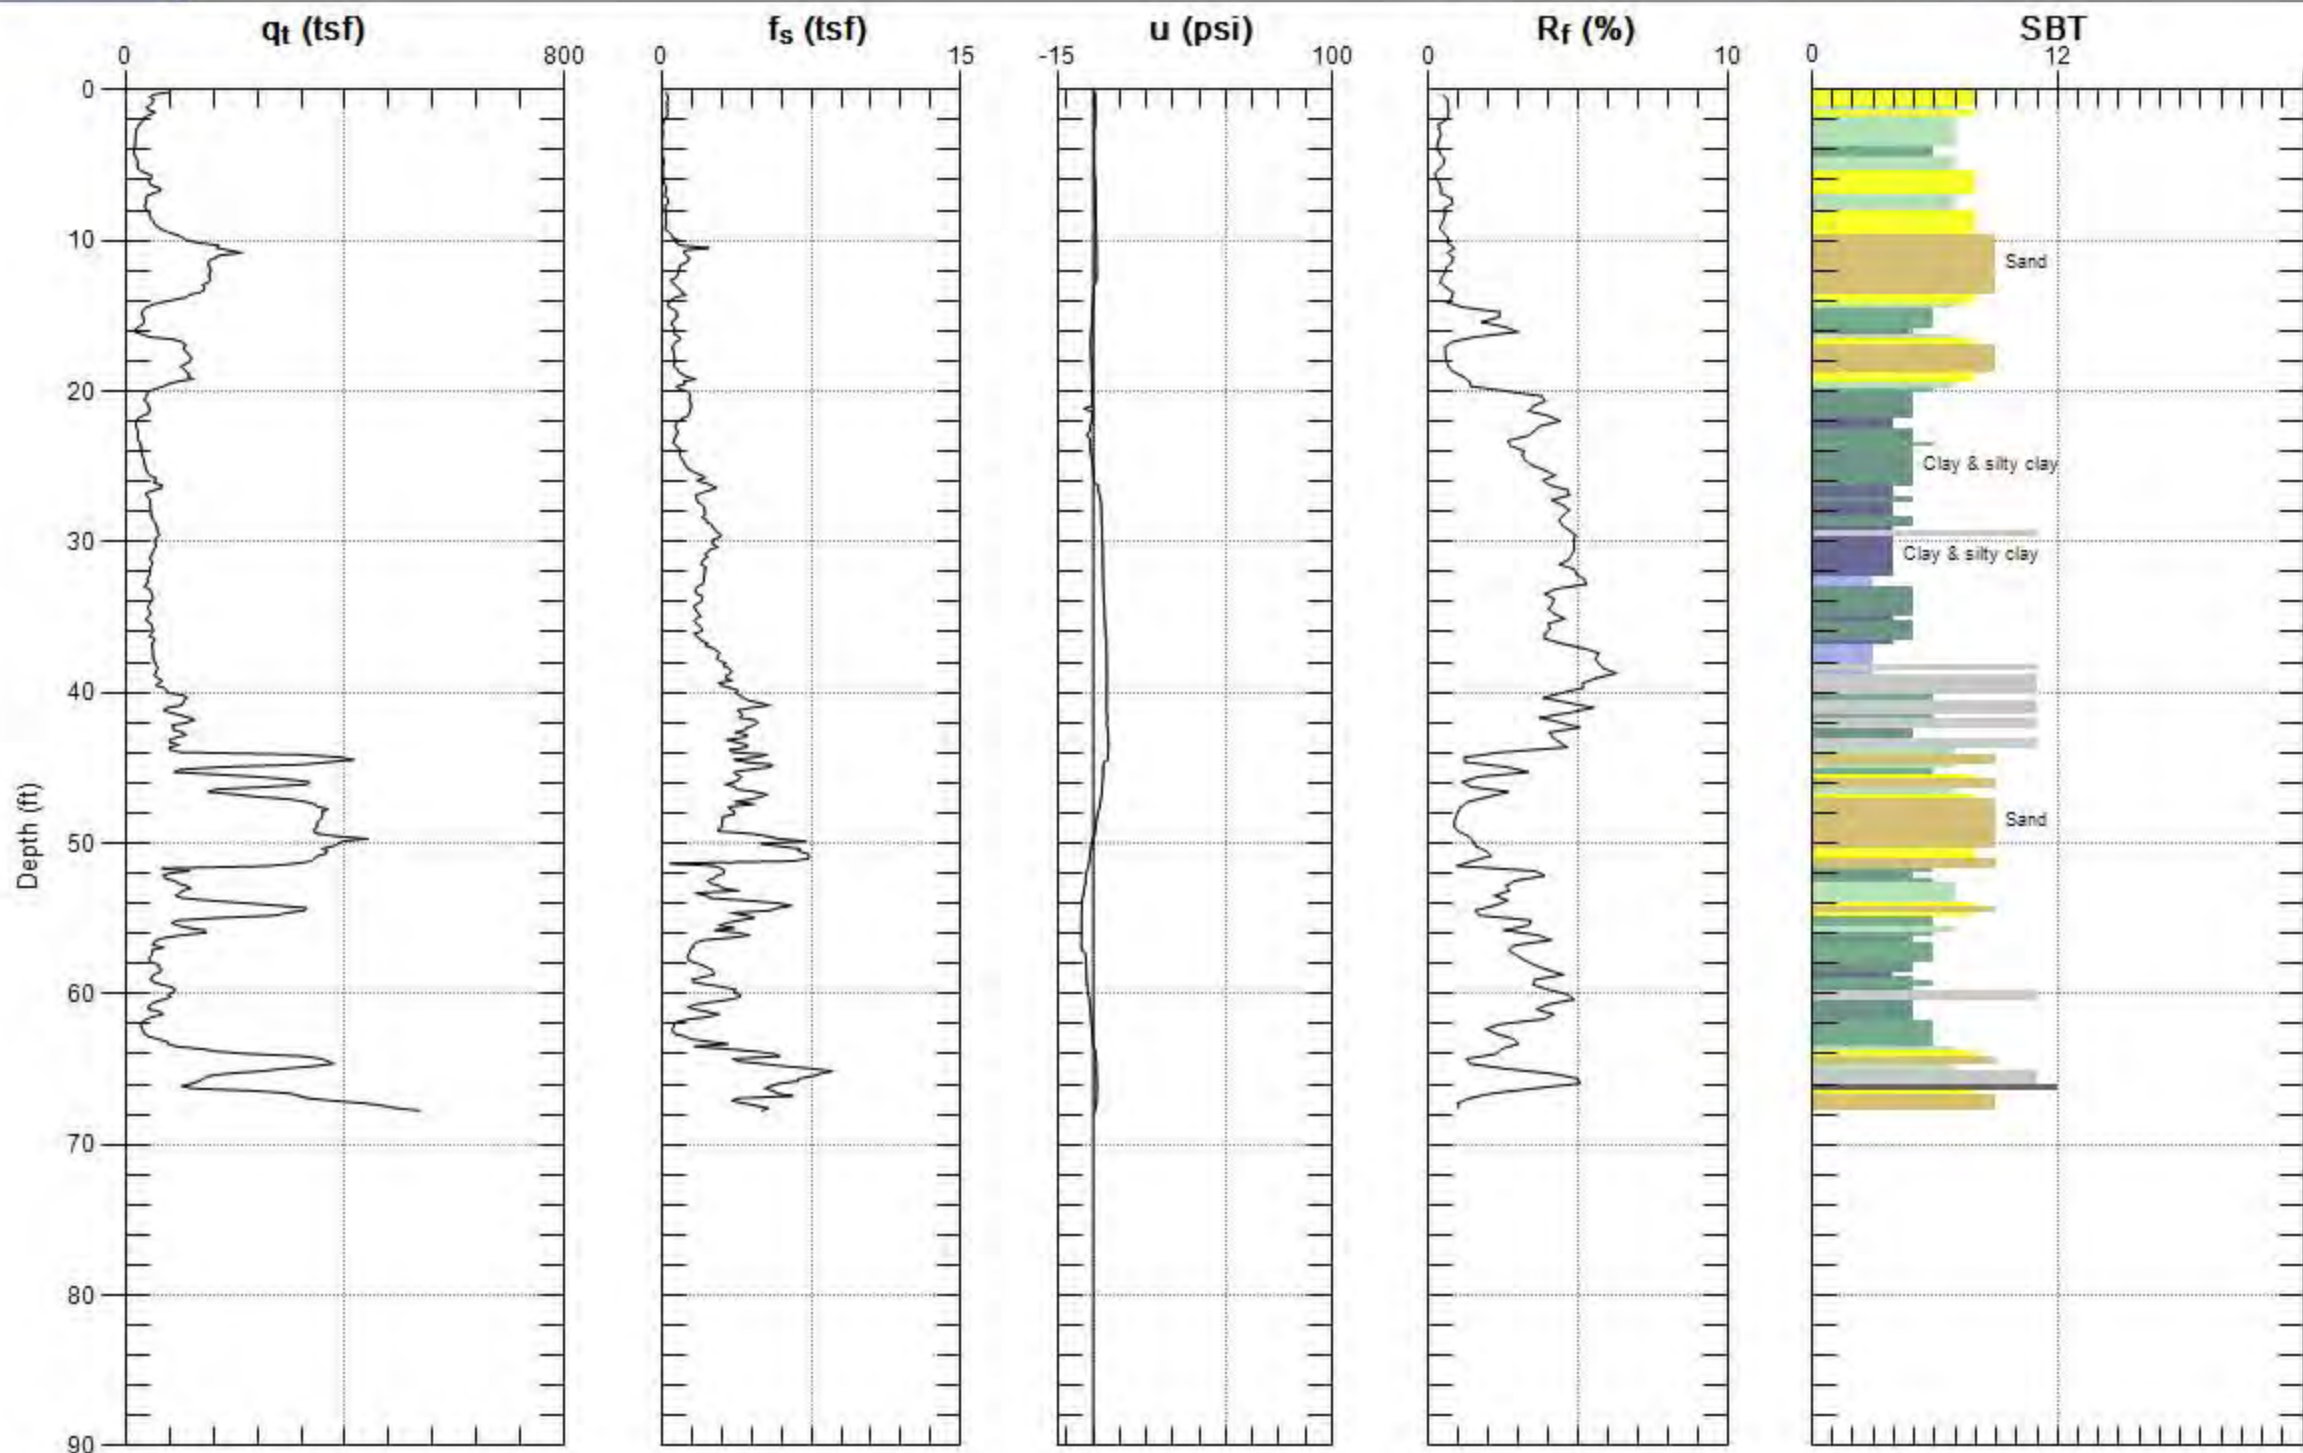 qt (tsf)
fs (tsf)
u (psi)
Rf (%)
SBT
0 800
0 15
-15 100
0 10
0 12
0
10
Sand
20
Clay & silty clay
30
Clay & silty clay
40
Sand
50
60
70
80
90
Depth (ft)